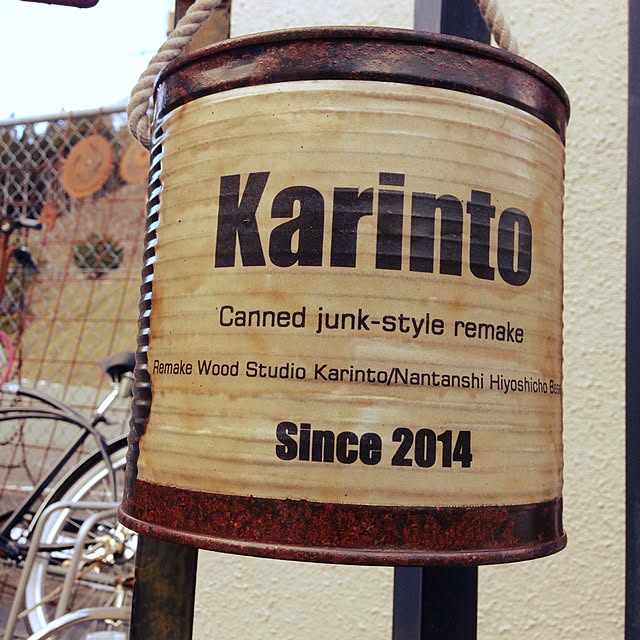 Karinto
Canned junk-style remake
Remake Wood Studio Karinto/Nantanshi Hiyoshicho
Since 2014